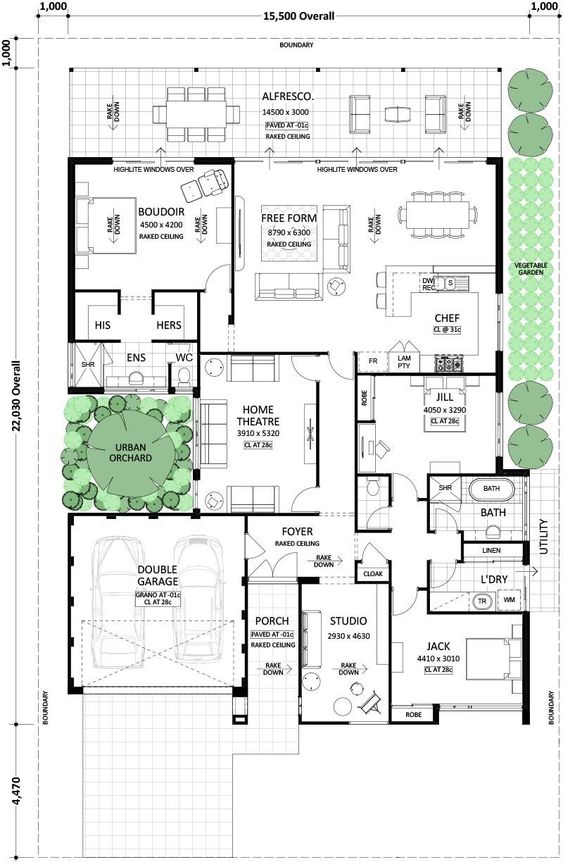 1,000
15,500 Overall
1,000
1,000
BOUNDARY
ALFRESCO.
14500 x 3000
PAVED AT -01c
RAKED CEILING
RAKE
DOWN
RAKE
DOWN
HIGHLITE WINDOWS OVER
HIGHLITE WINDOWS OVER
BOUDOIR
4500 x 4200
RAKED CEILING
RAKE
DOWN
RAKE
DOWN
FREE FORM
8790 x 6300
RAKED CEILING
RAKE
DOWN
VEGETABLE
GARDEN
DW
REC
S
CHEF
CL @ 31c
HIS
HERS
FR
LAM
PTY
SHR
ENS
WC
22,030 Overall
HOME
THEATRE
3910 x 5320
CL AT 28c
ROBE
JILL
4050 x 3290
CL AT 28c
URBAN
ORCHARD
SHR
BATH
BATH
UTILITY
FOYER
RAKED CEILING
RAKE
DOWN
CLOAK
LINEN
L'DRY
TR
WM
DOUBLE
GARAGE
GRANO AT -01c
CL AT 28c
PORCH
PAVED AT -01c
RAKED CEILING
RAKE
DOWN
STUDIO
2930 x 4630
RAKE
DOWN
JACK
4410 x 3010
CL AT 28c
ROBE
BOUNDARY
BOUNDARY
4,470